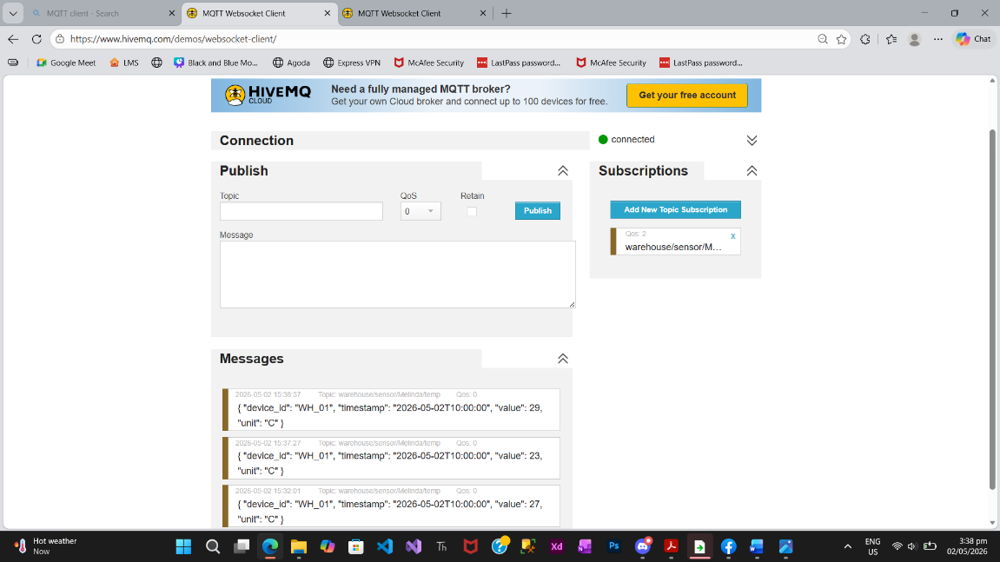 MQTT client - Search
MQTT Websocket Client
MQTT Websocket Client
https://www.hivemq.com/demos/websocket-client/
Chat
Google Meet
LMS
Black and Blue Mo...
Agoda
Express VPN
McAfee Security
LastPass password...
McAfee Security
LastPass password...
HIVEMQ
CLOUD
Need a fully managed MQTT broker?
Get your own Cloud broker and connect up to 100 devices for free.
Get your free account
Connection
connected
Publish
Topic
QoS
Retain
0
Publish
Message
Subscriptions
Add New Topic Subscription
Qos: 2
x
warehouse/sensor/M...
Messages
2026-05-02 15:38:37 Topic: warehouse/sensor/Melinda/temp Qos: 0
{ "device_id": "WH_01", "timestamp": "2026-05-02T10:00:00", "value": 29,
"unit": "C" }
2026-05-02 15:37:27 Topic: warehouse/sensor/Melinda/temp Qos: 0
{ "device_id": "WH_01", "timestamp": "2026-05-02T10:00:00", "value": 23,
"unit": "C" }
2026-05-02 15:32:01 Topic: warehouse/sensor/Melinda/temp Qos: 0
{ "device_id": "WH_01", "timestamp": "2026-05-02T10:00:00", "value": 27,
"unit": "C" }
Hot weather
Now
Th
Xd
Ps
ENG
US
3:38 pm
02/05/2026